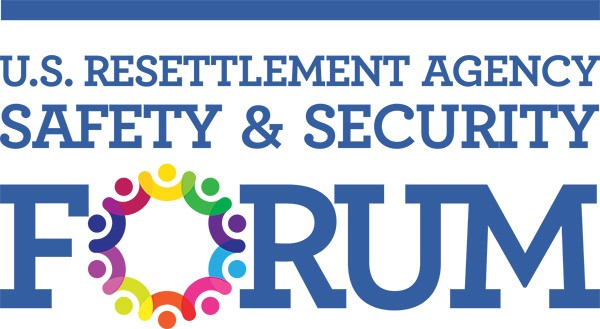 U.S. RESETTLEMENT AGENCY
SAFETY & SECURITY
FORUM